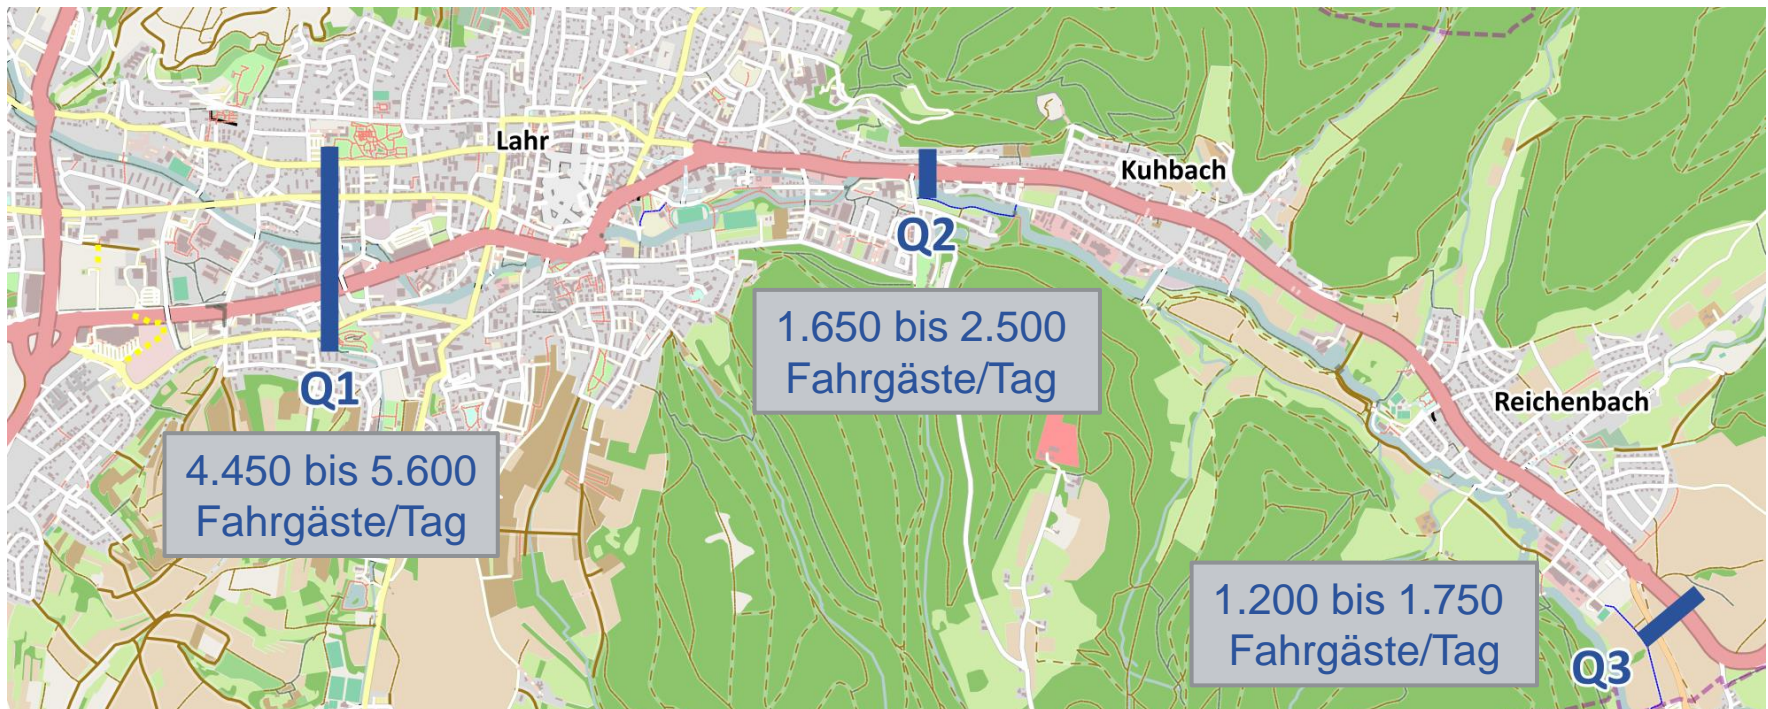 Lahr
Kuhbach
Q2
1.650 bis 2.500
Fahrgäste/Tag
Q1
Reichenbach
4.450 bis 5.600
Fahrgäste/Tag
1.200 bis 1.750
Fahrgäste/Tag
Q3